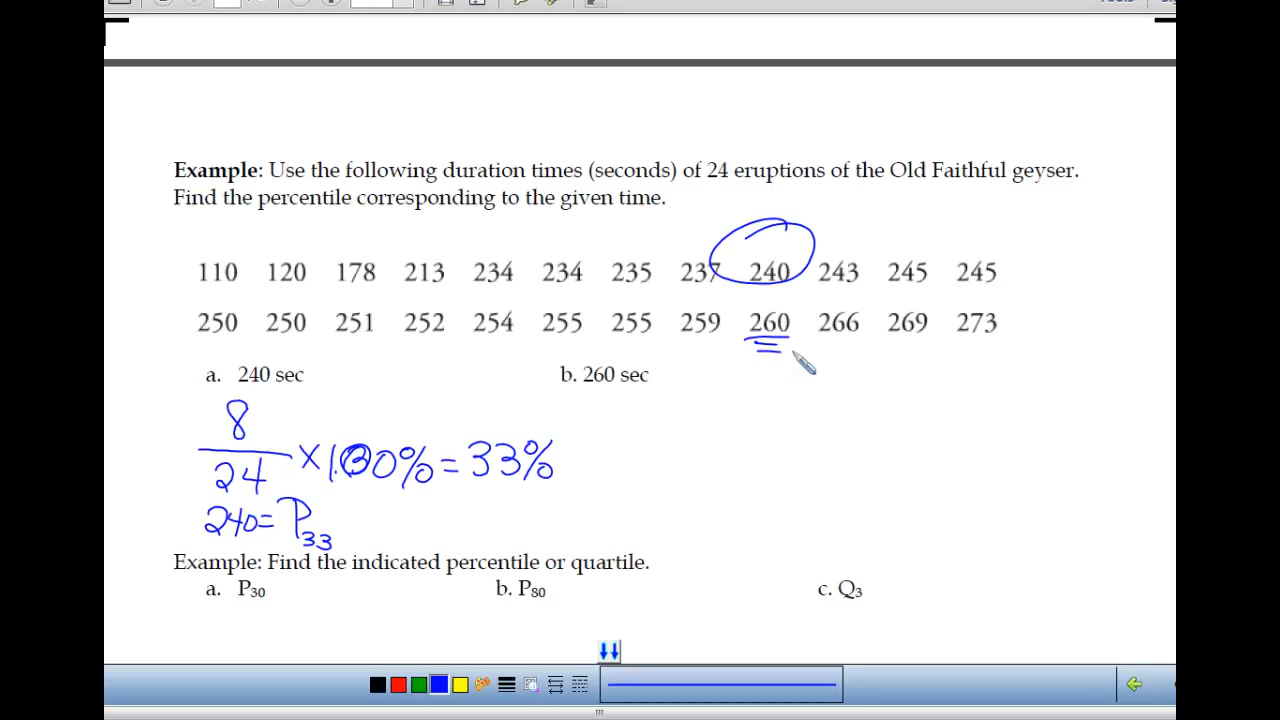 Example: Use the following duration times (seconds) of 24 eruptions of the Old Faithful geyser.
Find the percentile corresponding to the given time.
110 120 178 213 234 234 235 237 240 243 245 245
250 250 251 252 254 255 255 259 260 266 269 273
a. 240 sec b. 260 sec
8
24 × 100% = 33%
240 = P33
Example: Find the indicated percentile or quartile.
a. P30 b. P80 c. Q3